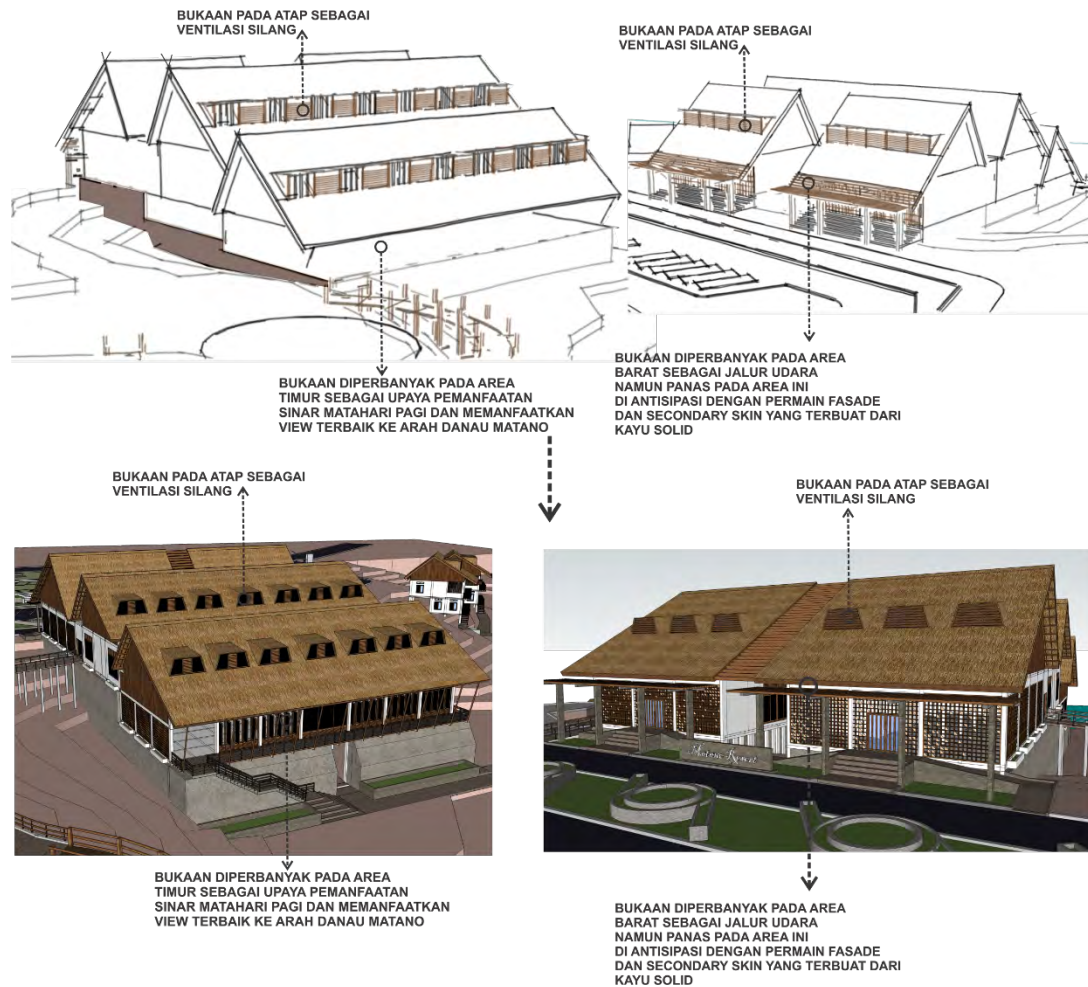 BUKAAN PADA ATAP SEBAGAI
VENTILASI SILANG
BUKAAN PADA ATAP SEBAGAI
VENTILASI SILANG
BUKAAN DIPERBANYAK PADA AREA
TIMUR SEBAGAI UPAYA PEMANFAATAN
SINAR MATAHARI PAGI DAN MEMANFAATKAN
VIEW TERBAIK KE ARAH DANAU MATANO
BUKAAN DIPERBANYAK PADA AREA
BARAT SEBAGAI JALUR UDARA
NAMUN PANAS PADA AREA INI
DI ANTISIPASI DENGAN PERMAIN FASADE
DAN SECONDARY SKIN YANG TERBUAT DARI
KAYU SOLID
BUKAAN PADA ATAP SEBAGAI
VENTILASI SILANG
BUKAAN PADA ATAP SEBAGAI
VENTILASI SILANG
BUKAAN DIPERBANYAK PADA AREA
TIMUR SEBAGAI UPAYA PEMANFAATAN
SINAR MATAHARI PAGI DAN MEMANFAATKAN
VIEW TERBAIK KE ARAH DANAU MATANO
BUKAAN DIPERBANYAK PADA AREA
BARAT SEBAGAI JALUR UDARA
NAMUN PANAS PADA AREA INI
DI ANTISIPASI DENGAN PERMAIN FASADE
DAN SECONDARY SKIN YANG TERBUAT DARI
KAYU SOLID